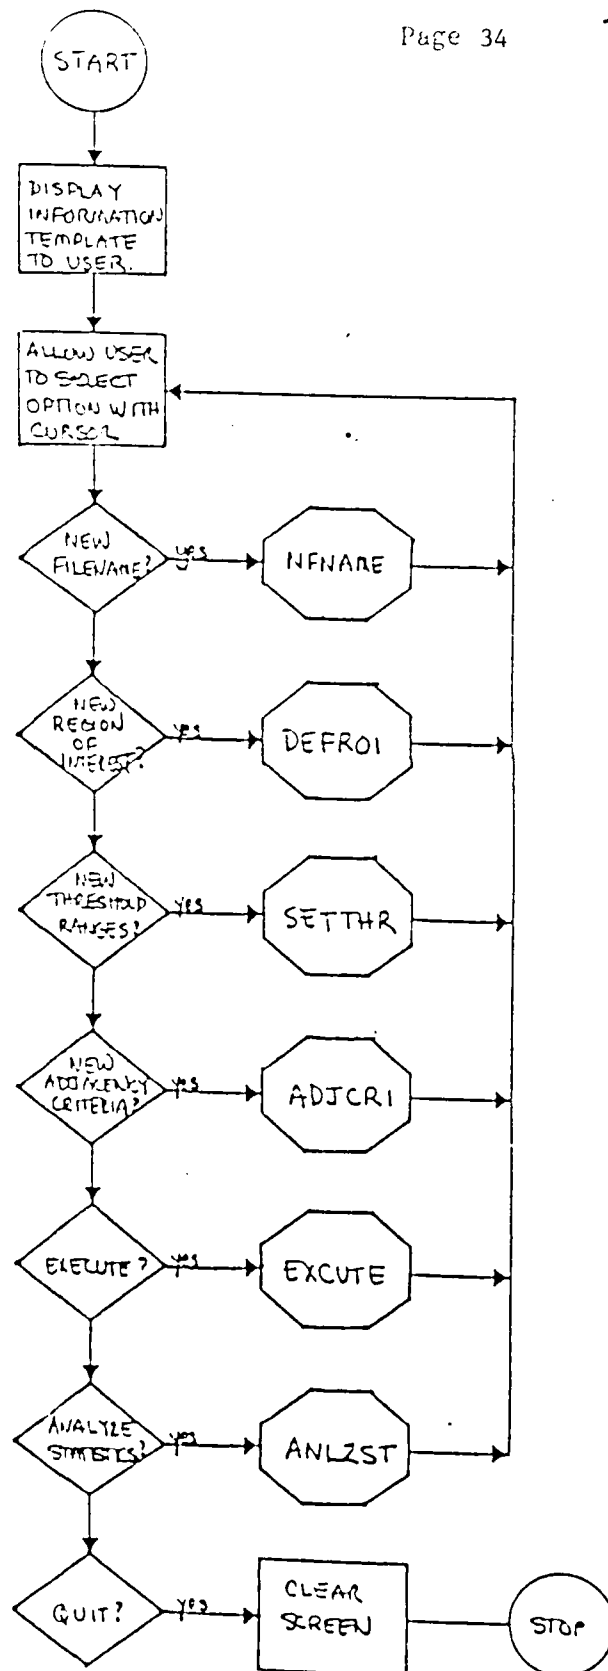 Page 34
START
DISPLAY
INFORMATION
TEMPLATE
TO USER.
ALLOW USER
TO SELECT
OPTION WITH
CURSOR
NEW
FILENAME?
yes
NFNAME
NEW
REGION
OF
INTEREST?
yes
DEFROI
NEW
THRESHOLD
RANGES?
yes
SETTHR
NEW
ADJACENCY
CRITERIA?
yes
ADJCRI
EXECUTE?
yes
EXCUTE
ANALYZE
STATISTICS?
yes
ANLZST
QUIT?
yes
CLEAR
SCREEN
STOP